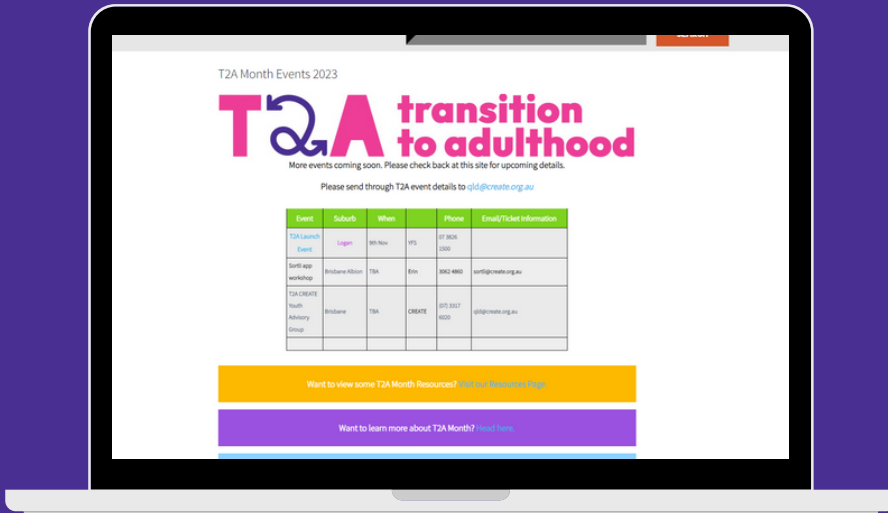 SEARCH
T2A Month Events 2023
T2A transition
to adulthood
More events coming soon. Please check back at this site for upcoming details.
Please send through T2A event details to qld@create.org.au
Event Suburb When Phone Email/Ticket Information
T2A Launch Event Logan 9th Nov YFS 07 3826 1500
Sortli app workshop Brisbane Albion TBA Erin 3062 4860 sortli@create.org.au
T2A CREATE Youth Advisory Group Brisbane TBA CREATE (07) 3317 6020 qld@create.org.au
Want to view some T2A Month Resources? Visit our Resources Page.
Want to learn more about T2A Month? Head here.